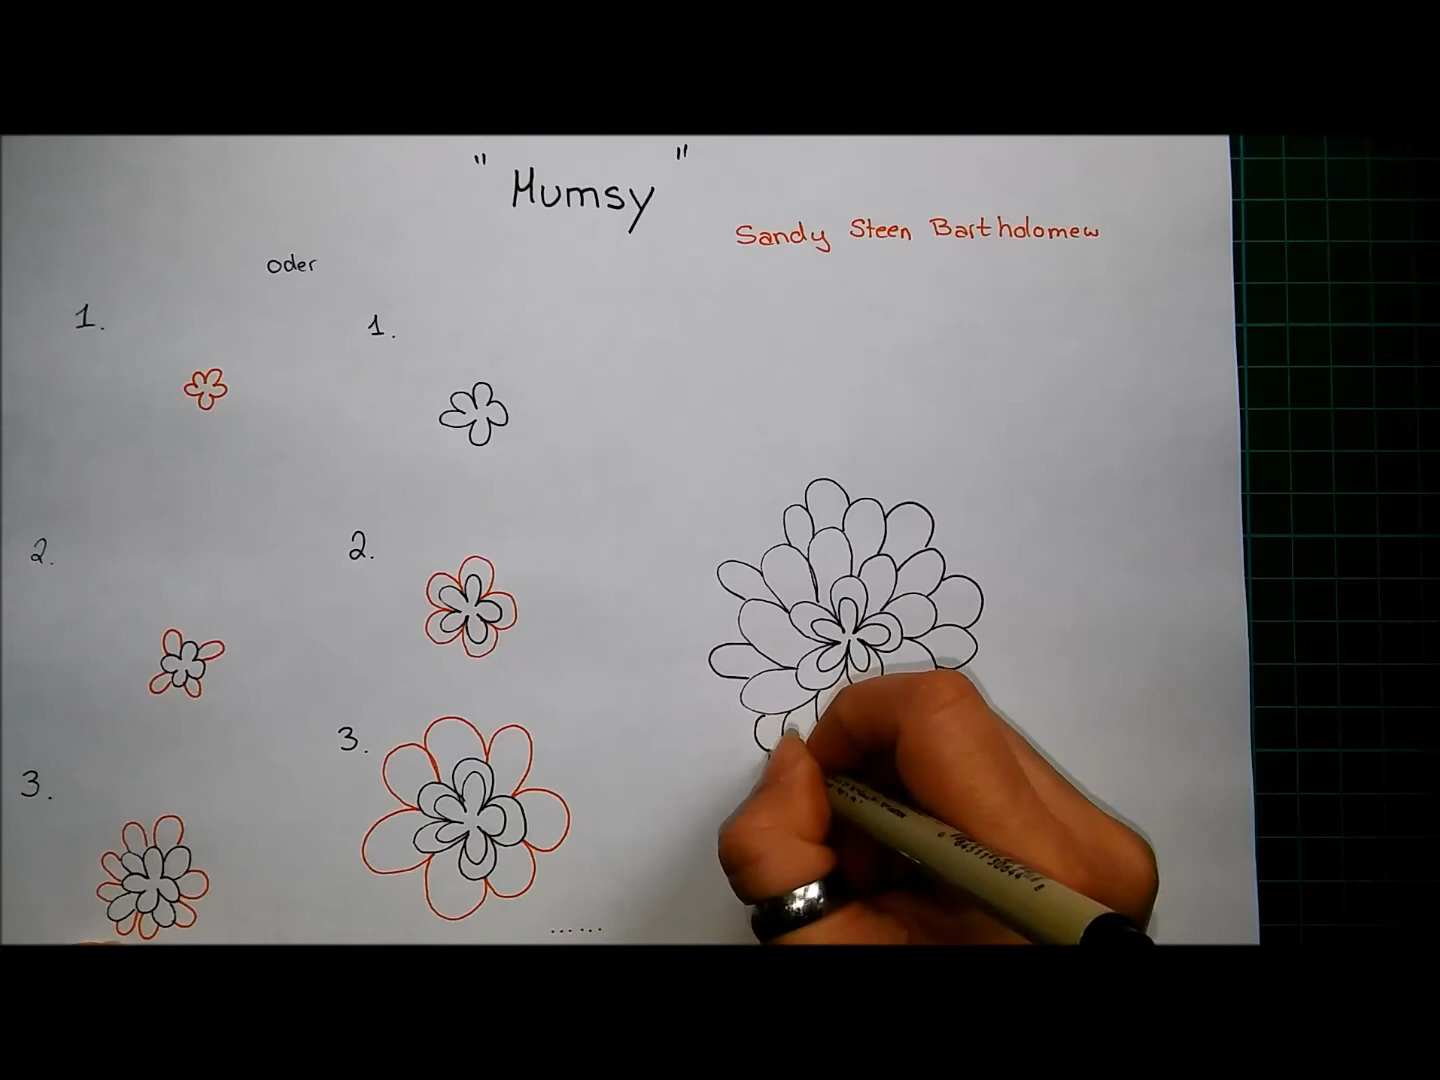 " Mumsy "
Sandy Steen Bartholomew
oder
1.
1.
2.
2.
3.
3.
......